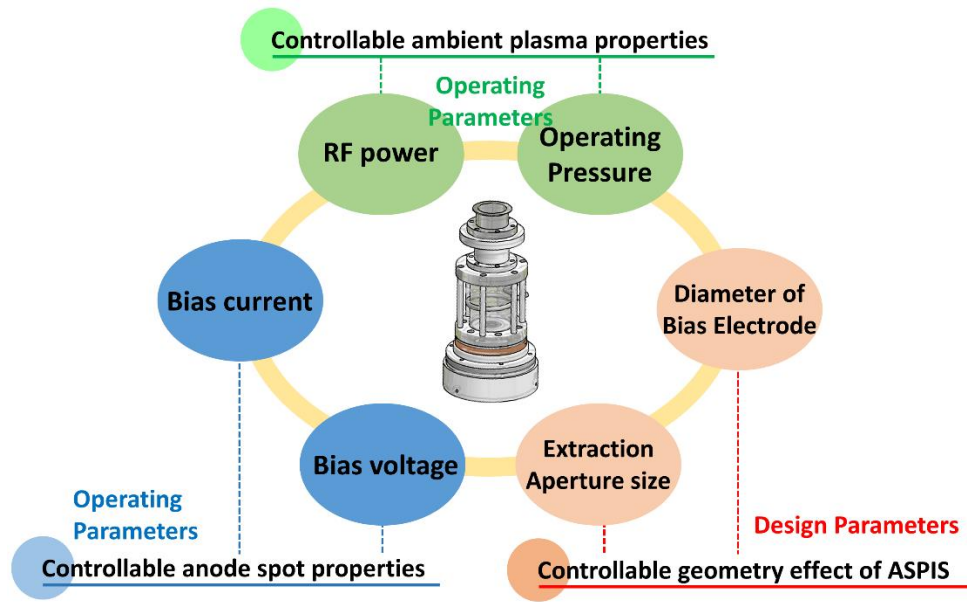 Controllable ambient plasma properties
Operating
Parameters
RF power
Operating
Pressure
Bias current
Diameter of
Bias Electrode
Bias voltage
Extraction
Aperture size
Operating
Parameters
Design Parameters
Controllable anode spot properties
Controllable geometry effect of ASPIS